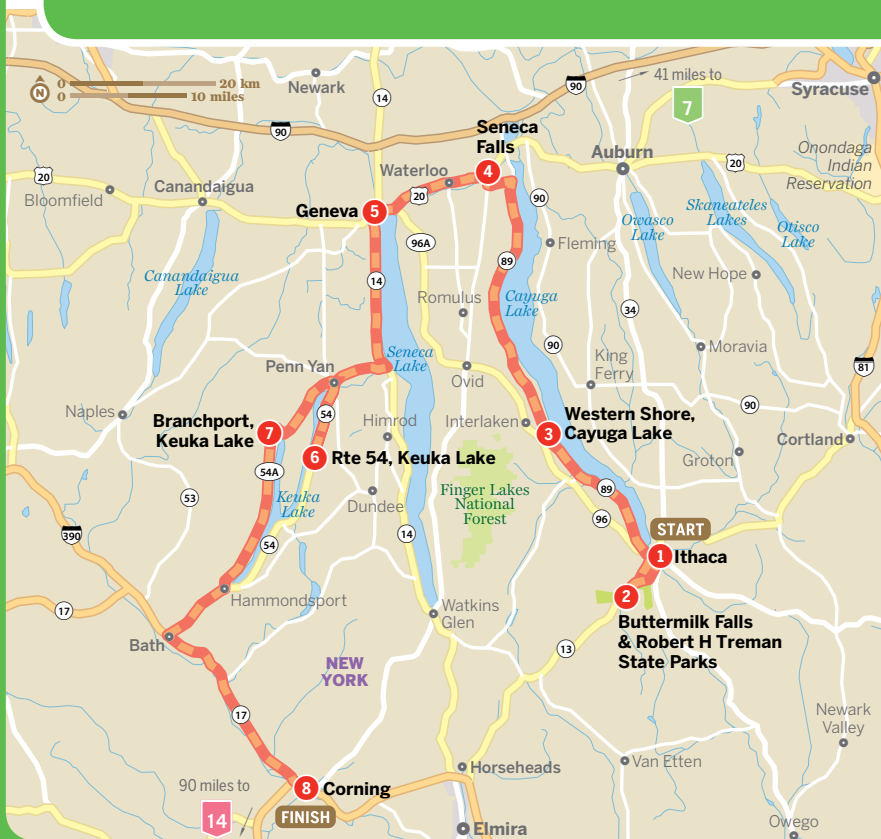 0 20 km
0 10 miles
N
Newark
14
90
41 miles to
7
Syracuse
90
Seneca
Falls
4
Waterloo
Auburn
20
Onondaga
Indian
Reservation
20
Bloomfield
Canandaigua
Geneva 5
20
90
Skaneateles
Lakes
Owasco
Lake
Otisco
Lake
96A
Fleming
89
Canandaigua
Lake
14
New Hope
Romulus
Cayuga
Lake
34
90
Moravia
Seneca
Lake
King
Ferry
81
Penn Yan
Ovid
Naples
54
Himrod
Interlaken
90
Branchport,
Keuka Lake
7
3
Western Shore,
Cayuga Lake
Cortland
6 Rte 54, Keuka Lake
Groton
54A
53
Keuka
Lake
Dundee
Finger Lakes
National
Forest
89
96
390
54
14
START
1 Ithaca
17
Hammondsport
2
Watkins
Glen
Buttermilk Falls
& Robert H Treman
State Parks
Bath
13
NEW
YORK
17
Newark
Valley
90 miles to
14
8 Corning
FINISH
Horseheads
Van Etten
Elmira
Owego